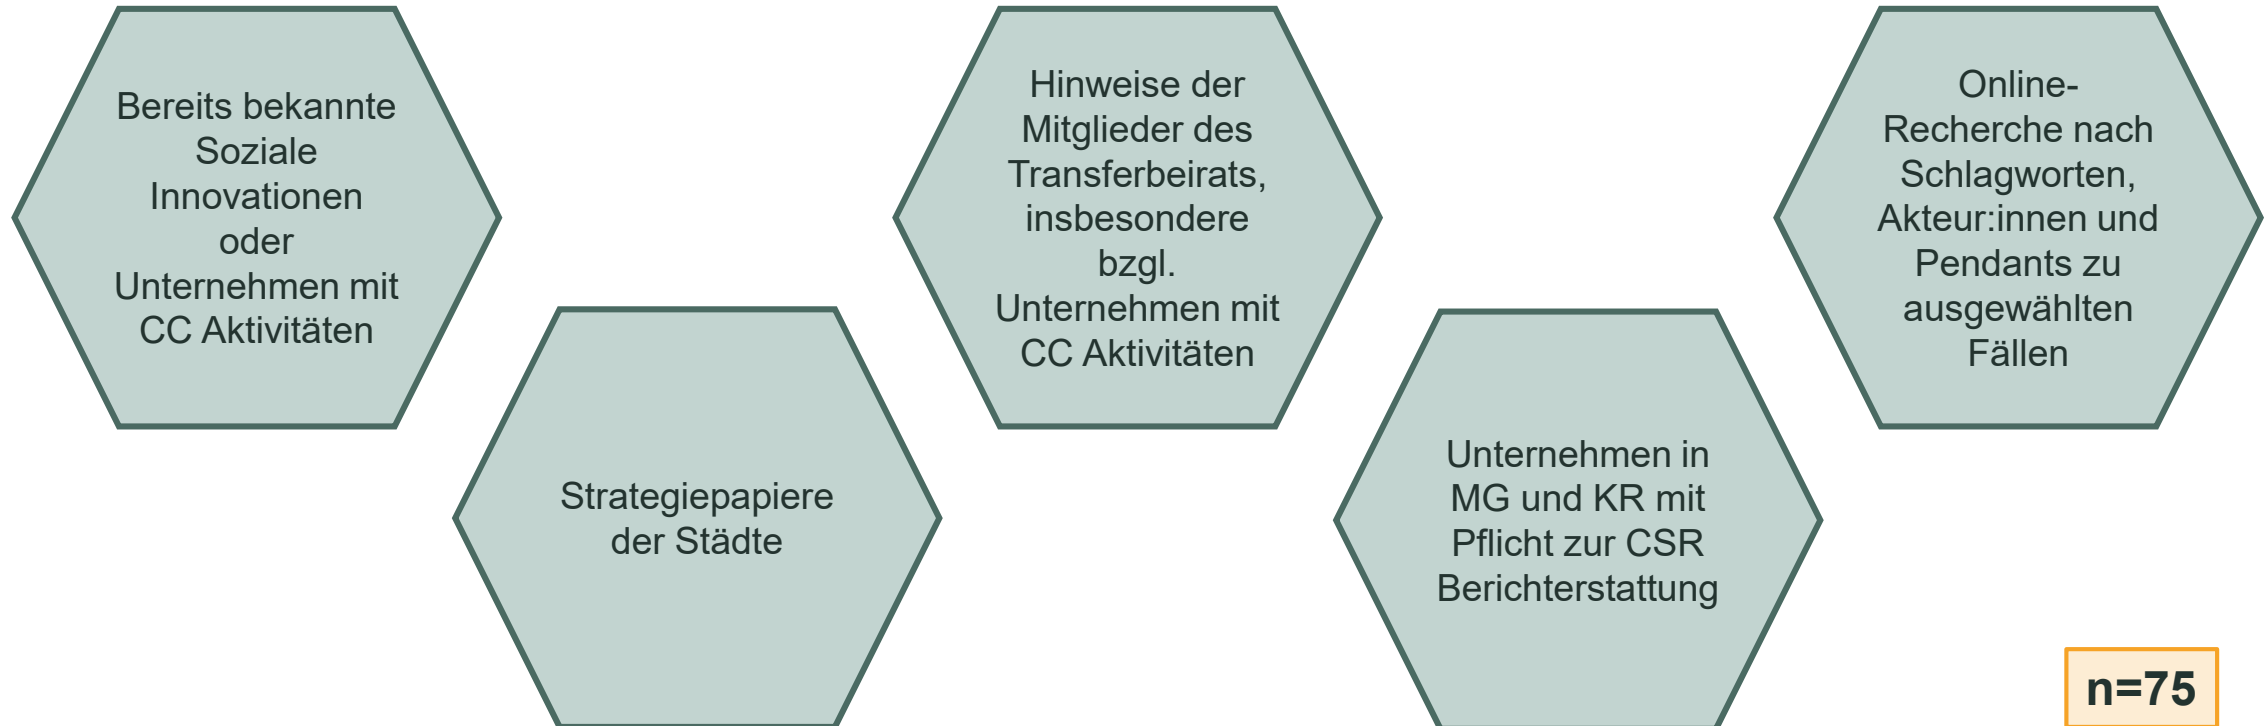 Bereits bekannte
Soziale
Innovationen
oder
Unternehmen mit
CC Aktivitäten
Strategiepapiere
der Städte
Hinweise der
Mitglieder des
Transferbeirats,
insbesondere
bzgl.
Unternehmen mit
CC Aktivitäten
Unternehmen in
MG und KR mit
Pflicht zur CSR
Berichterstattung
Online-
Recherche nach
Schlagworten,
Akteur:innen und
Pendants zu
ausgewählten
Fällen
n=75